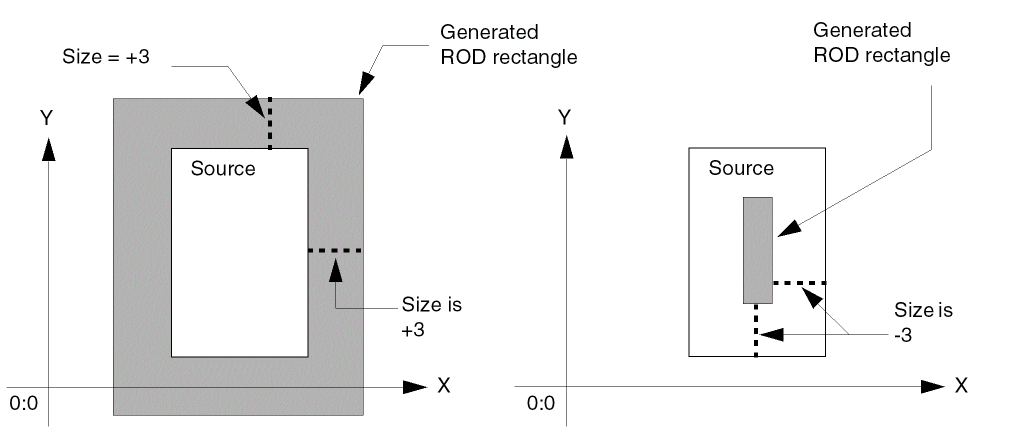 Size = +3
Generated
ROD rectangle
Y
Source
Size is
+3
X
0:0
Generated
ROD rectangle
Y
Source
Size is
-3
X
0:0